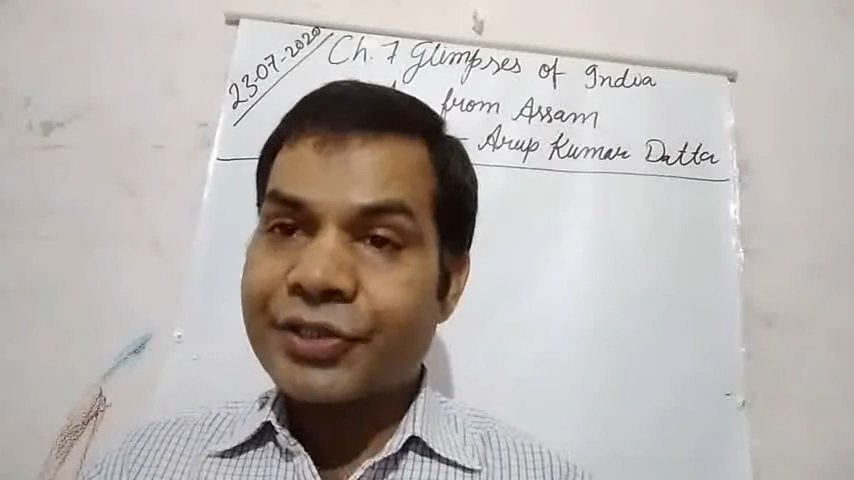 23-07-2020
Ch. 7 Glimpses of India
from Assam
- Arup Kumar Datta